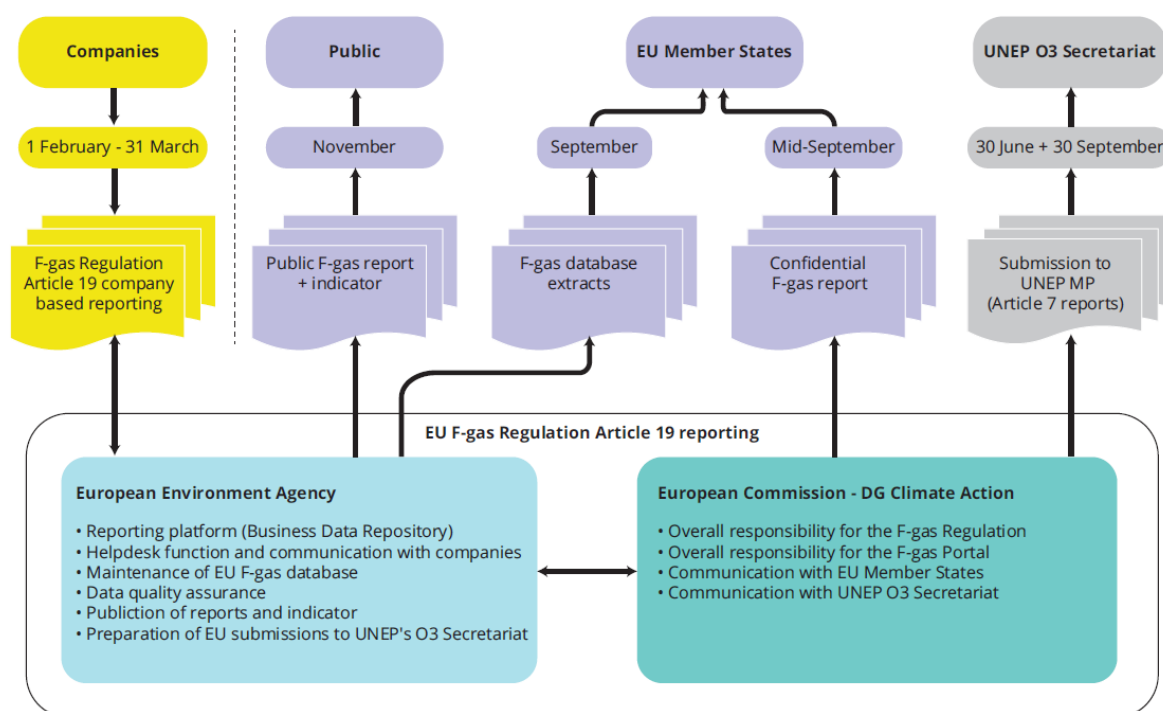 Companies
Public
EU Member States
UNEP O3 Secretariat
1 February - 31 March
November
September
Mid-September
30 June + 30 September
F-gas Regulation
Article 19 company
based reporting
Public F-gas report
+ indicator
F-gas database
extracts
Confidential
F-gas report
Submission to
UNEP MP
(Article 7 reports)
EU F-gas Regulation Article 19 reporting
European Environment Agency
• Reporting platform (Business Data Repository)
• Helpdesk function and communication with companies
• Maintenance of EU F-gas database
• Data quality assurance
• Publiction of reports and indicator
• Preparation of EU submissions to UNEP's O3 Secretariat
European Commission - DG Climate Action
• Overall responsibility for the F-gas Regulation
• Overall responsibility for the F-gas Portal
• Communication with EU Member States
• Communication with UNEP O3 Secretariat